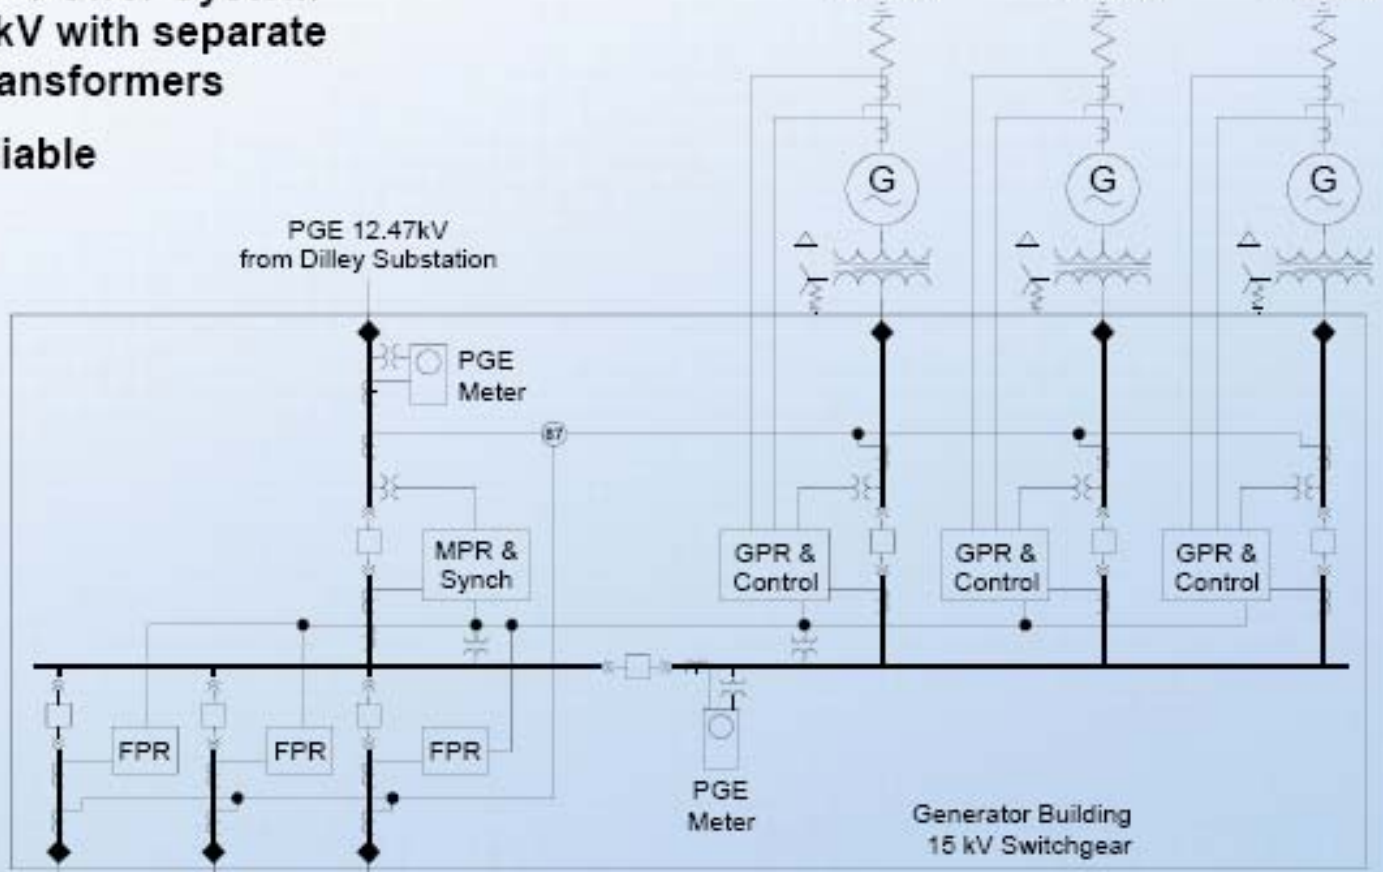 kV with separate
ansformers
iable
G
G
G
PGE 12.47kV
from Dilley Substation
PGE
Meter
87
MPR &
Synch
GPR &
Control
GPR &
Control
GPR &
Control
FPR
FPR
FPR
PGE
Meter
Generator Building
15 kV Switchgear